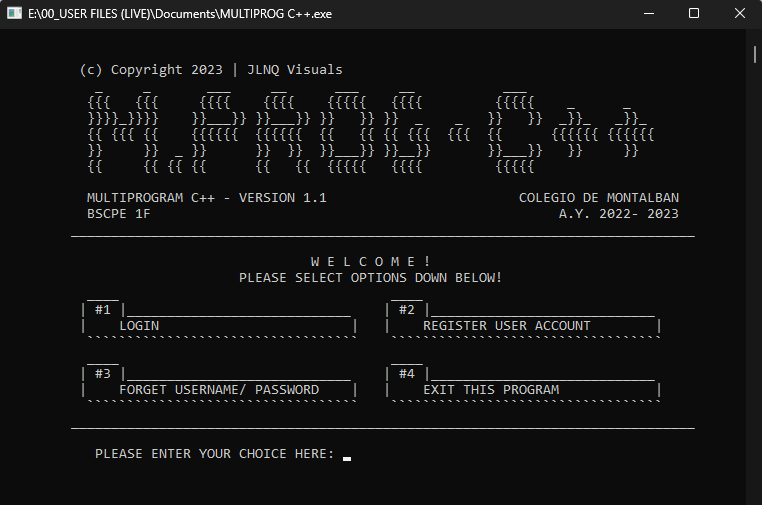 E:\00_USER FILES (LIVE)\Documents\MULTIPROG C++.exe
(c) Copyright 2023 | JLNQ Visuals
MULTIPROGRAM C++ - VERSION 1.1
COLEGIO DE MONTALBAN
BSCPE 1F
A.Y. 2022- 2023
W E L C O M E !
PLEASE SELECT OPTIONS DOWN BELOW!
#1
LOGIN
#2
REGISTER USER ACCOUNT
#3
FORGET USERNAME/ PASSWORD
#4
EXIT THIS PROGRAM
PLEASE ENTER YOUR CHOICE HERE: